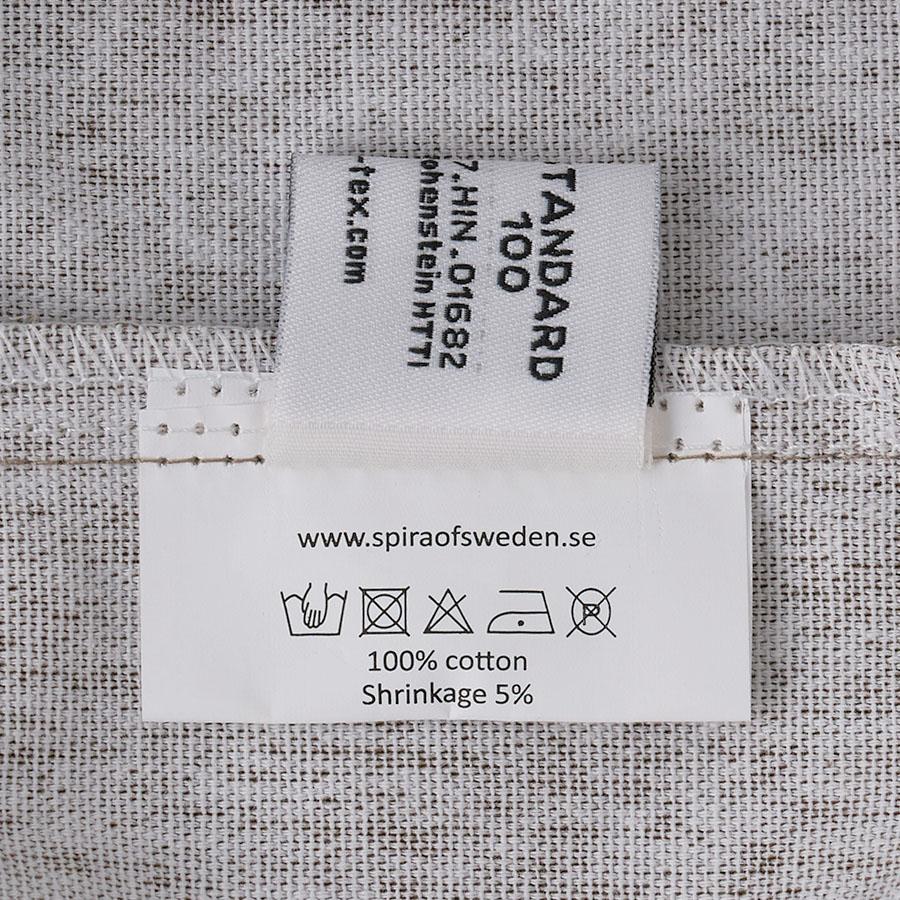 TANDARD
100
7.HIN.01682
ohenstein HTTI
-tex.com
www.spiraofsweden.se
P
100% cotton
Shrinkage 5%